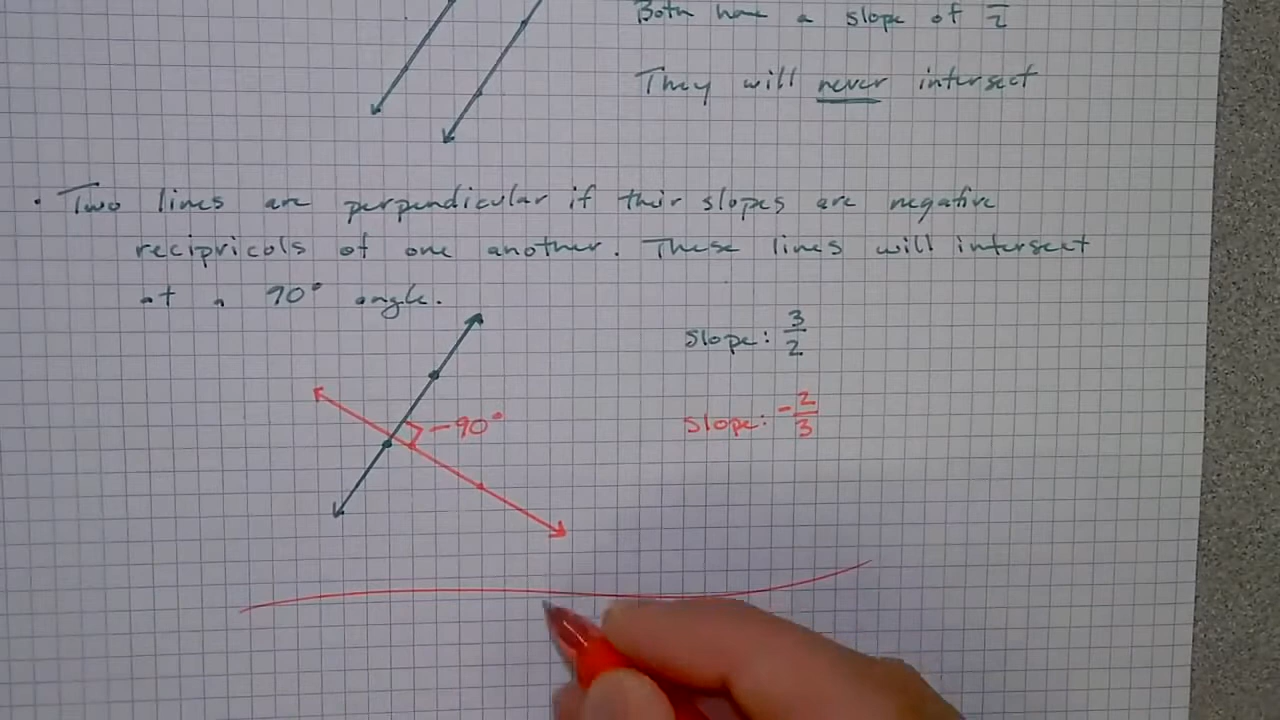 Both have a slope of 2
They will never intersect
• Two lines are perpendicular if their slopes are negative
recipricols of one another. These lines will intersect
at a 90° angle.
slope: 3/2
-90°
slope: -2/3